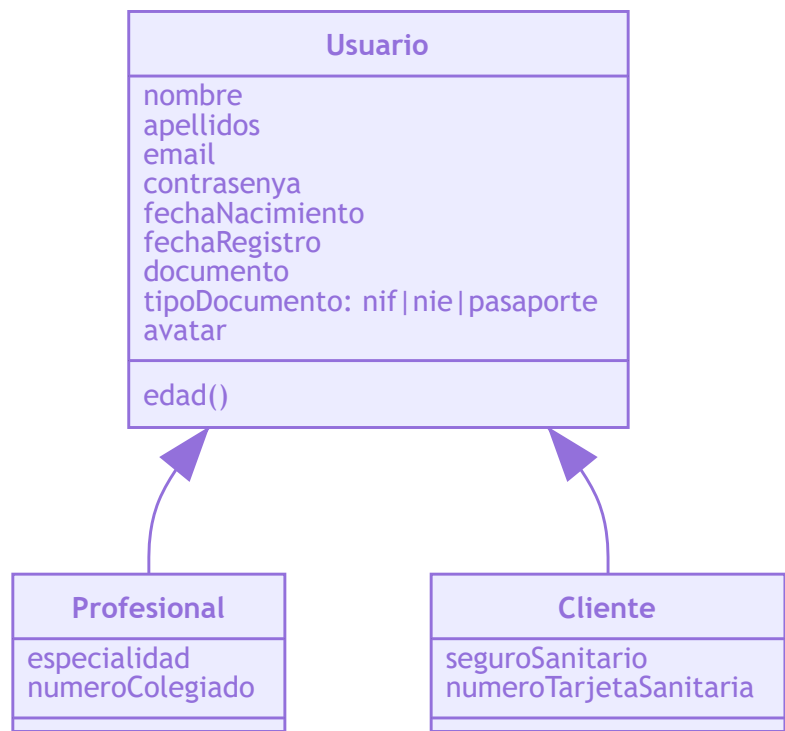 Usuario
nombre
apellidos
email
contrasenya
fechaNacimiento
fechaRegistro
documento
tipoDocumento: nif|nie|pasaporte
avatar
edad()
Profesional
especialidad
numeroColegiado
Cliente
seguroSanitario
numeroTarjetaSanitaria